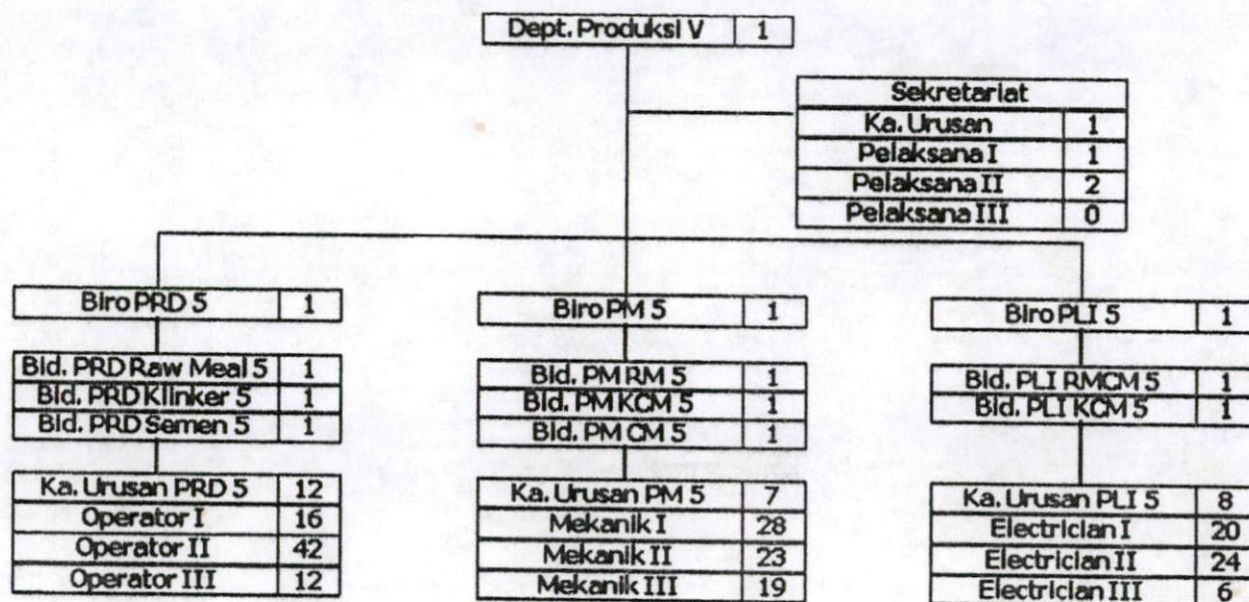 Dept. Produksi V 1
Sekretariat
Ka. Urusan 1
Pelaksana I 1
Pelaksana II 2
Pelaksana III 0
Biro PRD 5 1
Bid. PRD Raw Meal 5 1
Bid. PRD Klinker 5 1
Bid. PRD Semen 5 1
Ka. Urusan PRD 5 12
Operator I 16
Operator II 42
Operator III 12
Biro PM 5 1
Bid. PM RM 5 1
Bid. PM KCM 5 1
Bid. PM CM 5 1
Ka. Urusan PM 5 7
Mekanik I 28
Mekanik II 23
Mekanik III 19
Biro PLI 5 1
Bid. PLI RMCM 5 1
Bid. PLI KCM 5 1
Ka. Urusan PLI 5 8
Electrician I 20
Electrician II 24
Electrician III 6